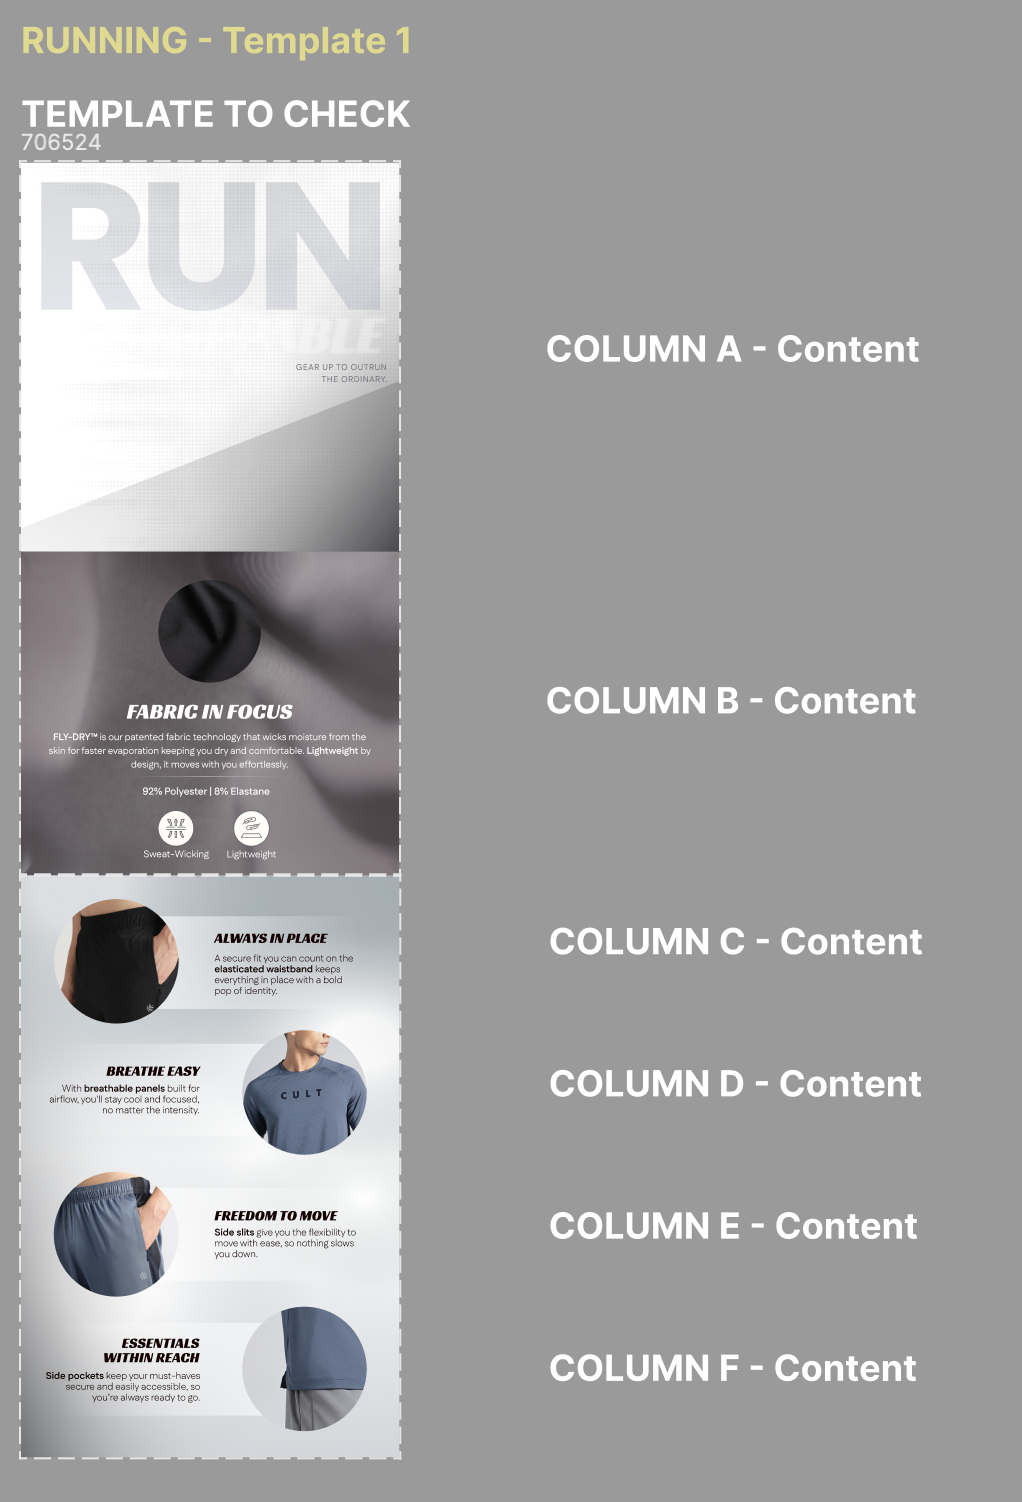 RUNNING - Template 1
TEMPLATE TO CHECK
706524
RUN
GEAR UP TO OUTRUN
THE ORDINARY.
COLUMN A - Content
FABRIC IN FOCUS
FLY-DRY™ is our patented fabric technology that wicks moisture from the
skin for faster evaporation keeping you dry and comfortable. Lightweight by
design, it moves with you effortlessly.
92% Polyester | 8% Elastane
Sweat-Wicking
Lightweight
COLUMN B - Content
ALWAYS IN PLACE
A secure fit you can count on the
elasticated waistband keeps
everything in place with a bold
pop of identity.
COLUMN C - Content
BREATHE EASY
With breathable panels built for
airflow, you'll stay cool and focused,
no matter the intensity.
CULT
COLUMN D - Content
FREEDOM TO MOVE
Side slits give you the flexibility to
move with ease, so nothing slows
you down.
COLUMN E - Content
ESSENTIALS
WITHIN REACH
Side pockets keep your must-haves
secure and easily accessible, so
you're always ready to go.
COLUMN F - Content